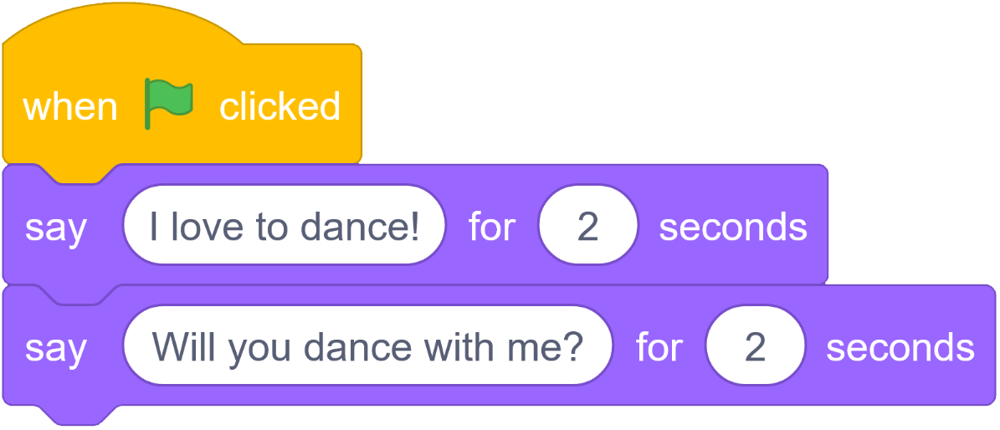 when clicked
say I love to dance! for 2 seconds
say Will you dance with me? for 2 seconds